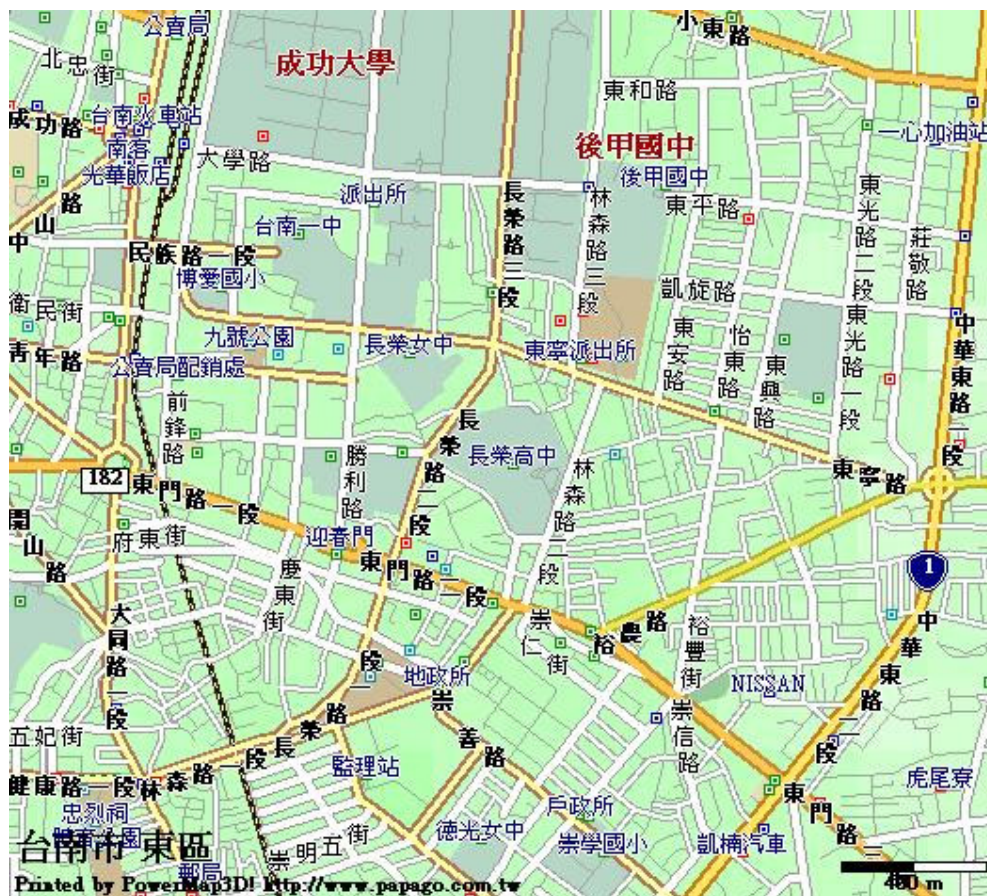 公賣局
北忠街
成功大學
小東路
東和路
成功路
台南火車站
南客
光華飯店
大學路
後甲國中
一心加油站
派出所
台南一中
長榮路三段
林森路三段
後甲國中
東平路
東光路二段
莊敬路
中山路
民族路一段
博愛國小
凱旋路
衛民街
九號公園
長榮女中
東寧派出所
東安路
怡東路
東興路
東光路一段
中華東路一段
青年路
公賣局配銷處
前鋒路
長榮路二段
長榮高中
勝利路
林森路二段
東寧路
182
東門路一段
開山路
府東街
迎春門
東門路二段
慶東街
1
大同路一段
崇仁街
裕農路
裕豐街
中華東路二段
地政所
長榮路一段
NISSAN
崇善路
崇信路
五妃街
健康路一段
林森路一段
監理站
忠烈祠
體育公園
戶政所
東門路三
虎尾寮
德光女中
崇學國小
凱楠汽車
崇明五街
郵局
台南市 東區
Printed by PowerMap3D! http://www.papago.com.tw